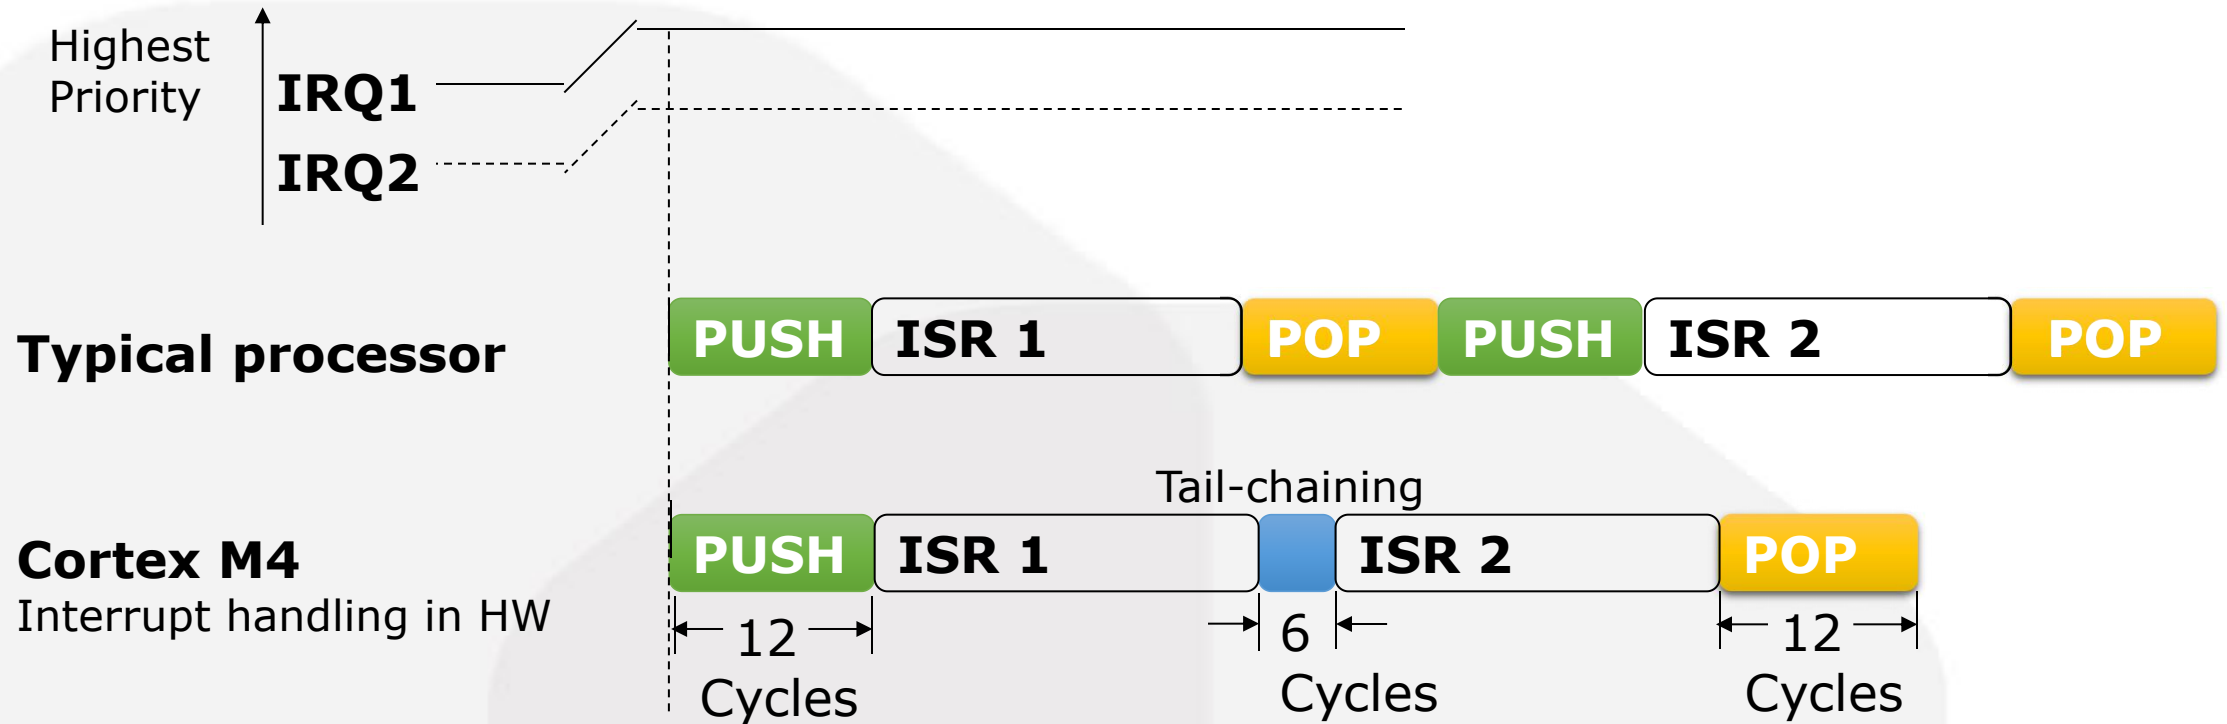 Highest
Priority
IRQ1
IRQ2
Typical processor
PUSH ISR 1 POP PUSH ISR 2 POP
Tail-chaining
Cortex M4
Interrupt handling in HW
PUSH ISR 1 ISR 2 POP
12 6 12
Cycles Cycles Cycles